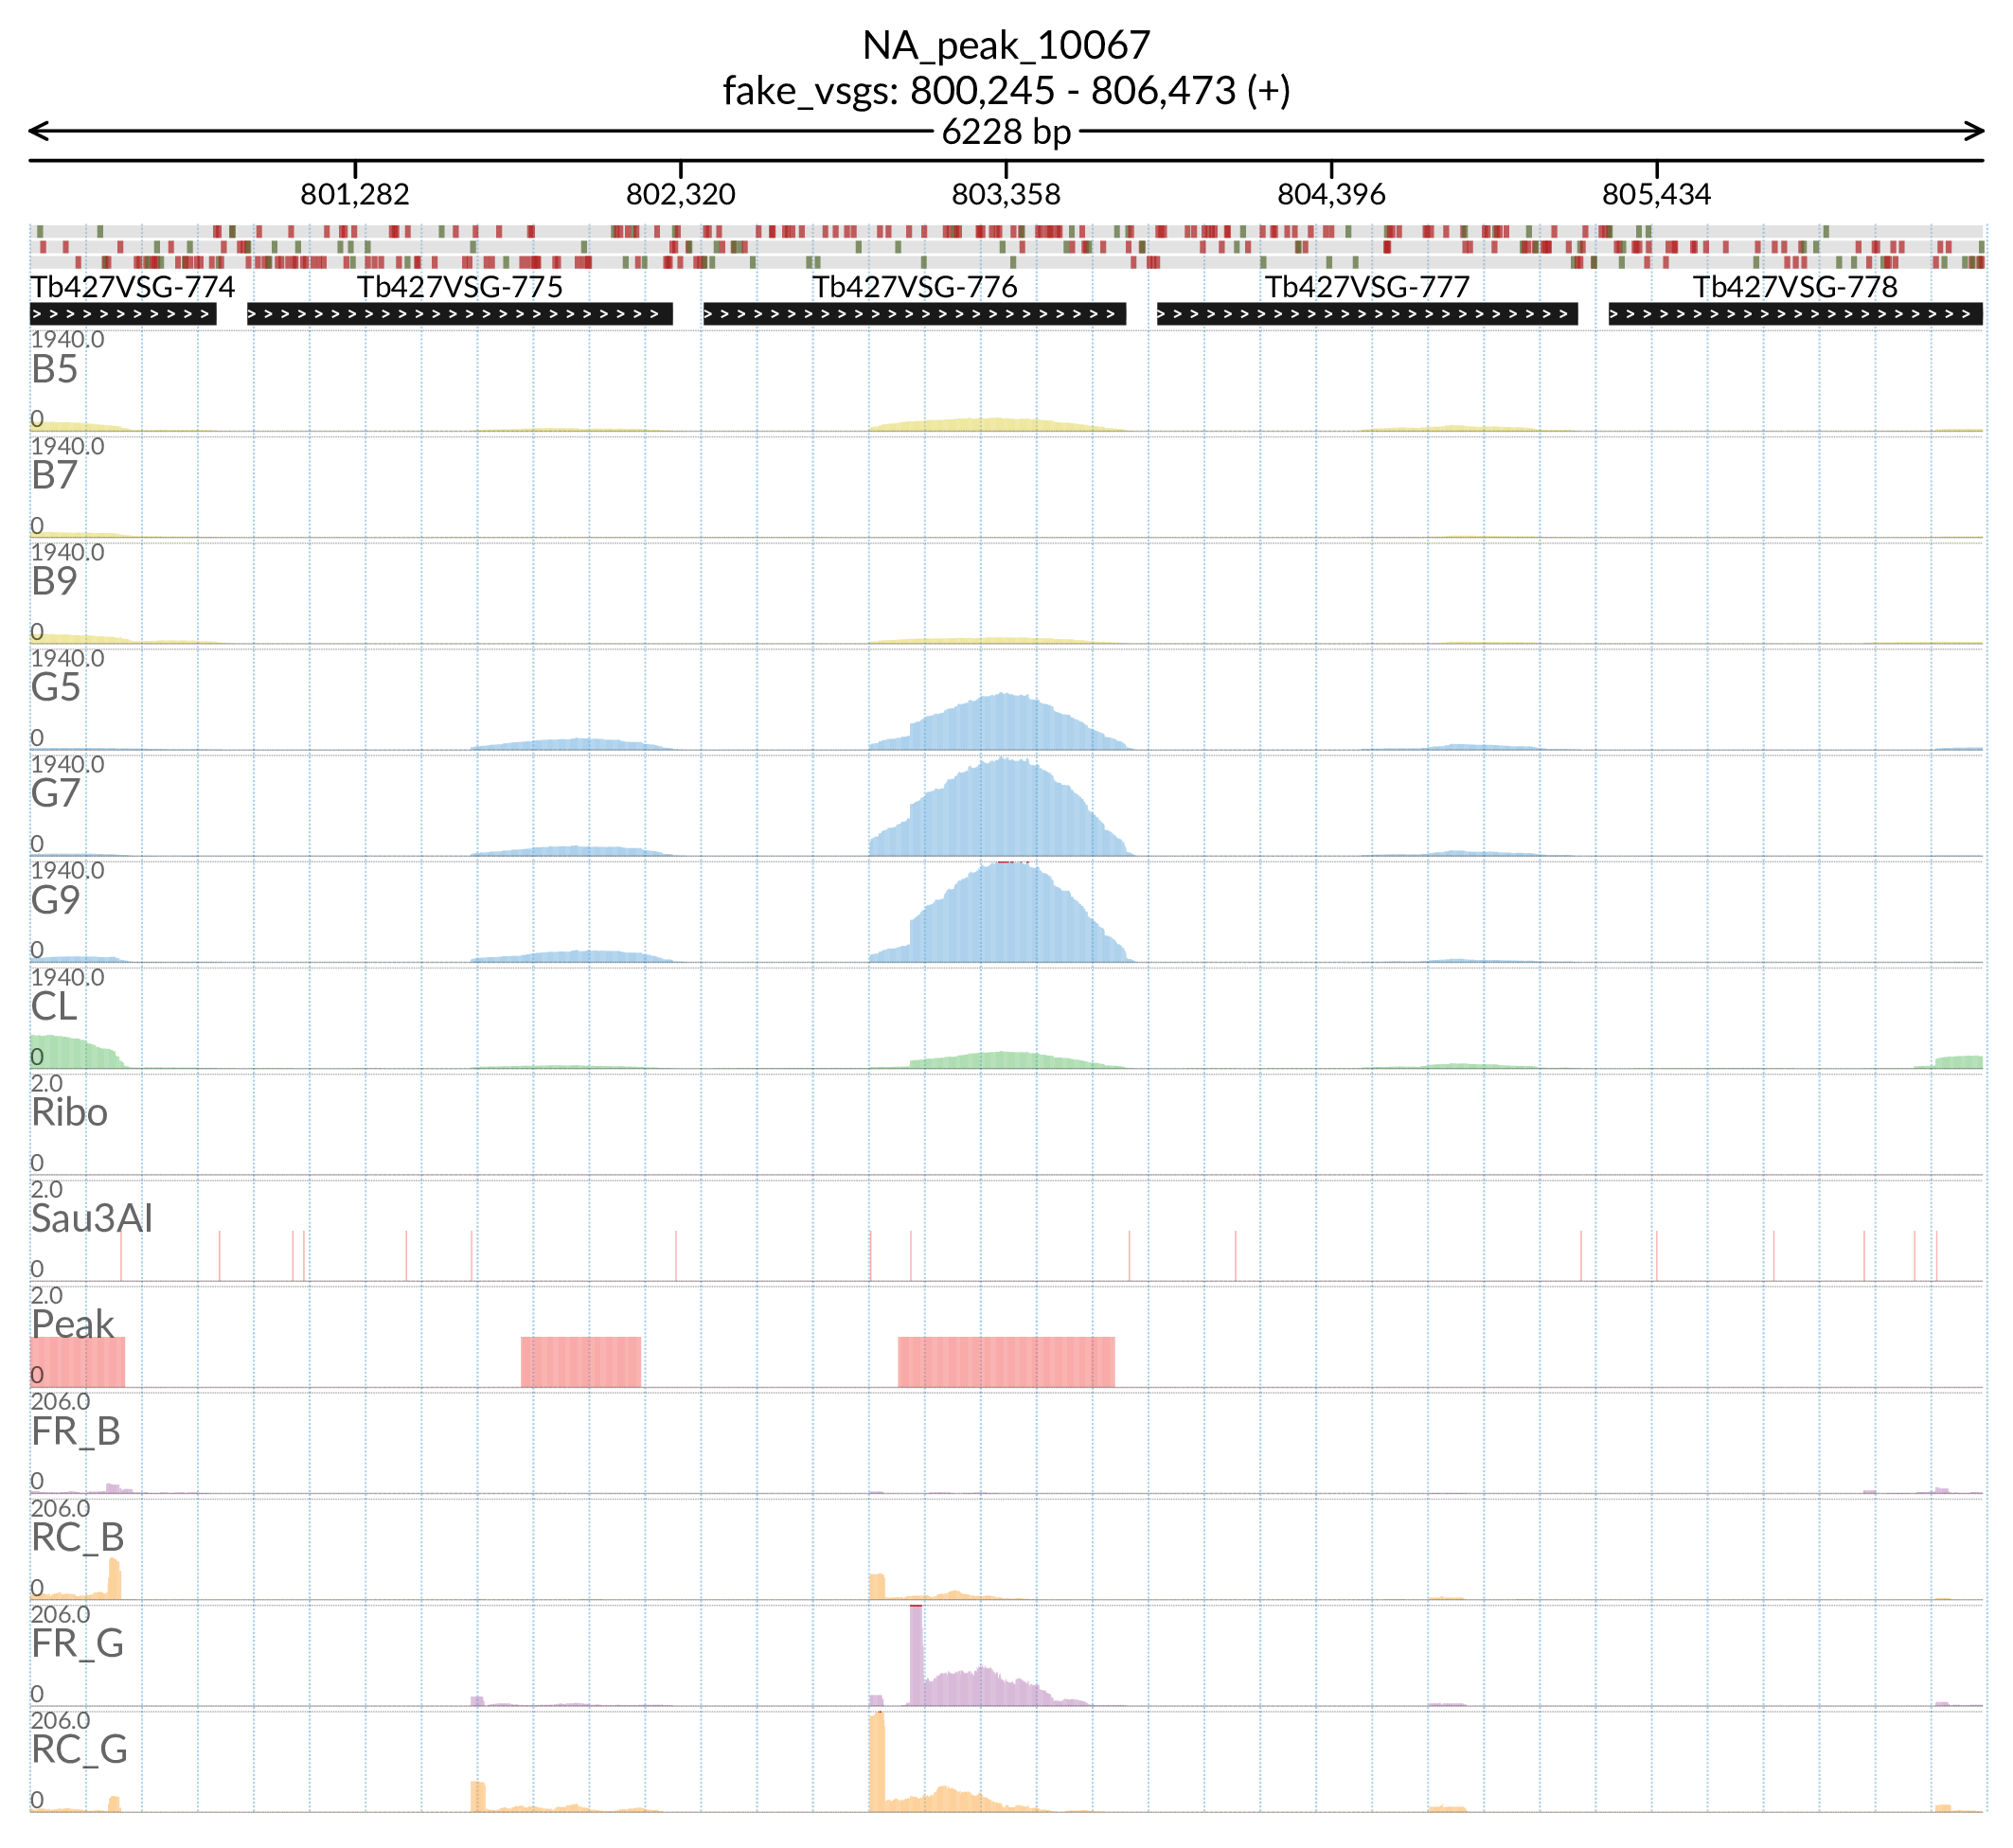 NA_peak_10067
fake_vsgs: 800,245 - 806,473 (+)
6228 bp
801,282 802,320 803,358 804,396 805,434
Tb427VSG-774 Tb427VSG-775 Tb427VSG-776 Tb427VSG-777 Tb427VSG-778
1940.0
B5
0
1940.0
B7
0
1940.0
B9
0
1940.0
G5
0
1940.0
G7
0
1940.0
G9
0
1940.0
CL
0
2.0
Ribo
0
2.0
Sau3AI
0
2.0
Peak
0
206.0
FR_B
0
206.0
RC_B
0
206.0
FR_G
0
206.0
RC_G
0